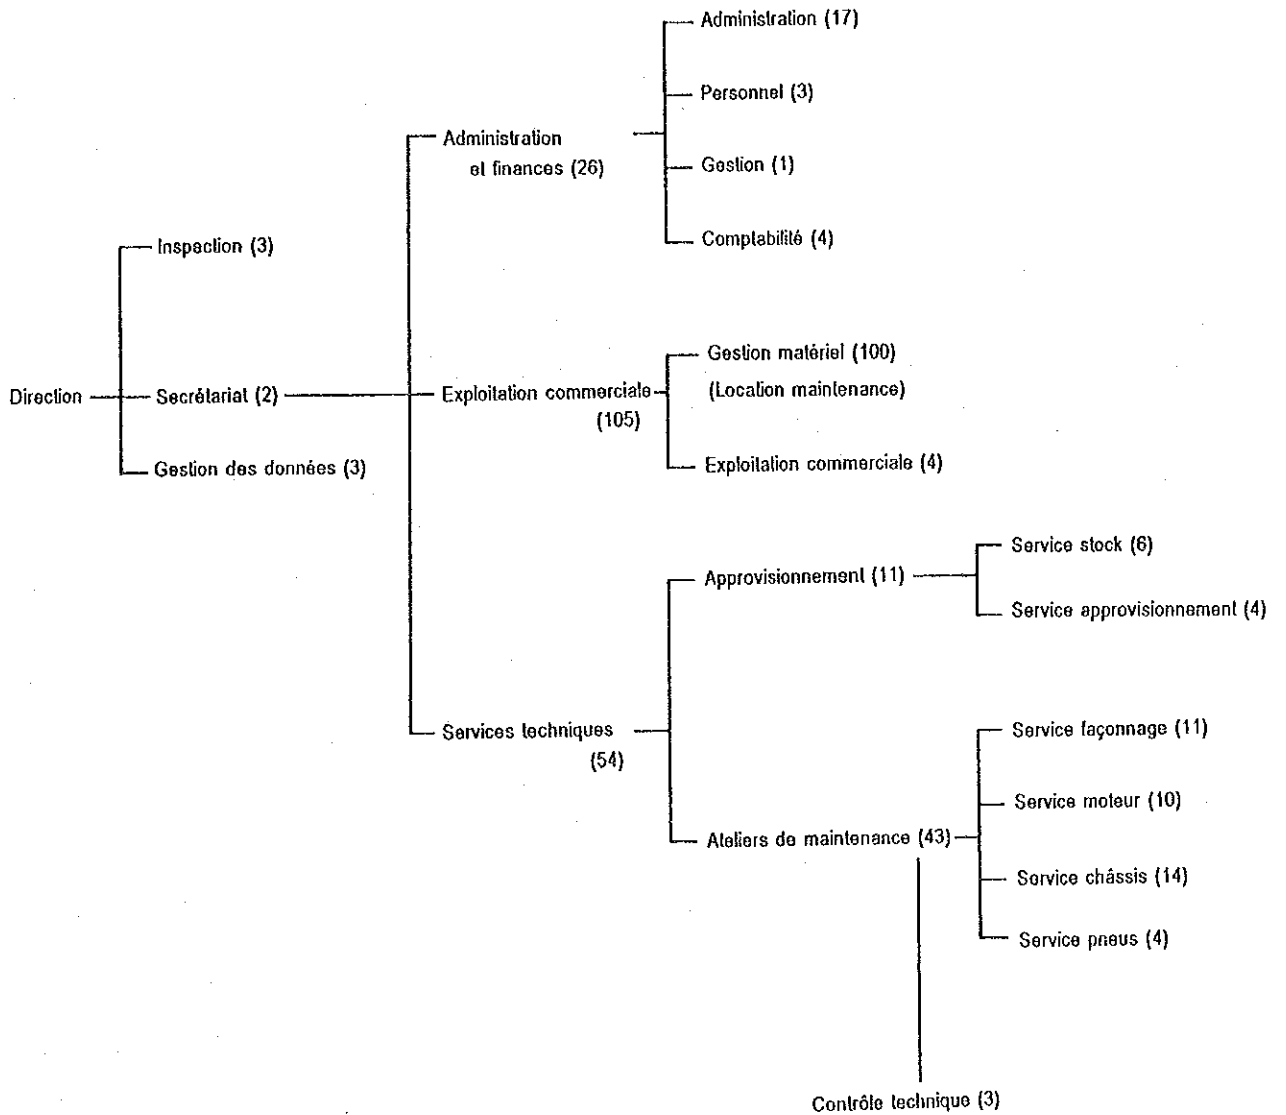 Administration (17)
Personnel (3)
Administration
et finances (26)
Gestion (1)
Comptabilité (4)
Inspection (3)
Gestion matériel (100)
(Location maintenance)
Direction
Secrétariat (2)
Exploitation commerciale
(105)
Exploitation commerciale (4)
Gestion des données (3)
Service stock (6)
Approvisionnement (11)
Service approvisionnement (4)
Services techniques
(54)
Service façonnage (11)
Service moteur (10)
Ateliers de maintenance (43)
Service châssis (14)
Service pneus (4)
Contrôle technique (3)